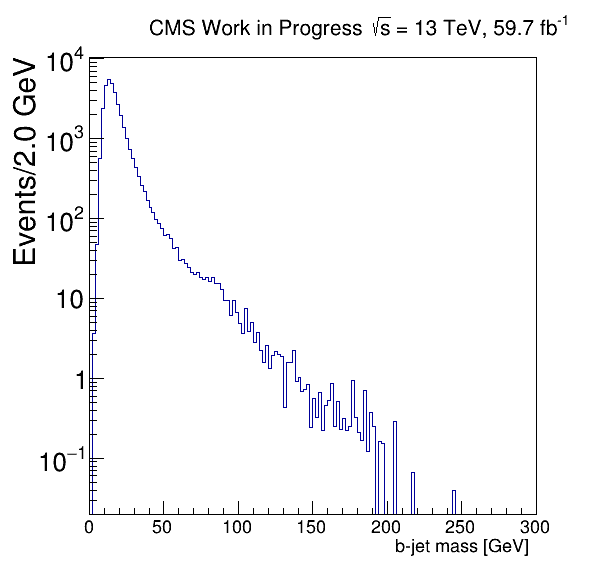 CMS Work in Progress √s = 13 TeV, 59.7 fb⁻¹
Events/2.0 GeV
10⁴
10³
10²
10
1
10⁻¹
0 50 100 150 200 250 300
b-jet mass [GeV]